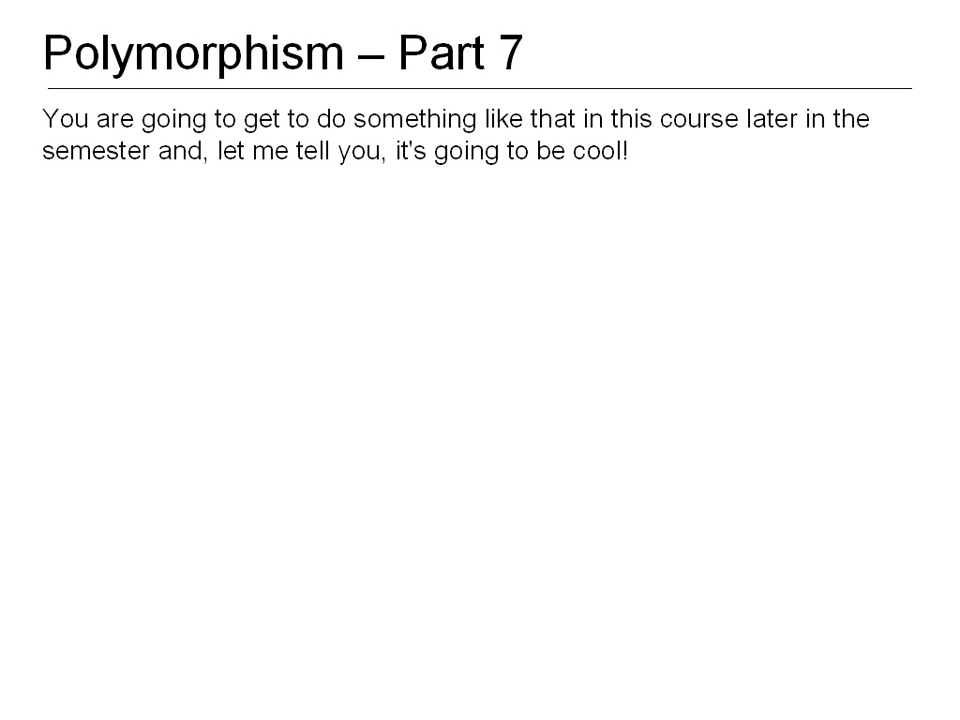 Polymorphism – Part 7
You are going to get to do something like that in this course later in the
semester and, let me tell you, it's going to be cool!